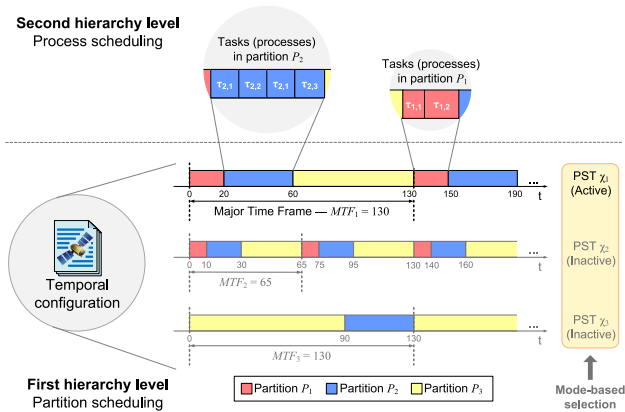 Second hierarchy level
Process scheduling
Tasks (processes)
in partition P₂
τ₂,₁ τ₂,₂ τ₂,₁ τ₂,₃
Tasks (processes)
in partition P₁
τ₁,₁ τ₁,₂
0 20 60 130 150 190 t
...
Major Time Frame — MTF₁ = 130
PST χ₁
(Active)
0 10 30 65 75 95 130 140 160 t
...
MTF₂ = 65
PST χ₂
(Inactive)
0 90 130 t
...
MTF₃ = 130
PST χ₃
(Inactive)
Temporal
configuration
First hierarchy level
Partition scheduling
Partition P₁ Partition P₂ Partition P₃
Mode-based
selection